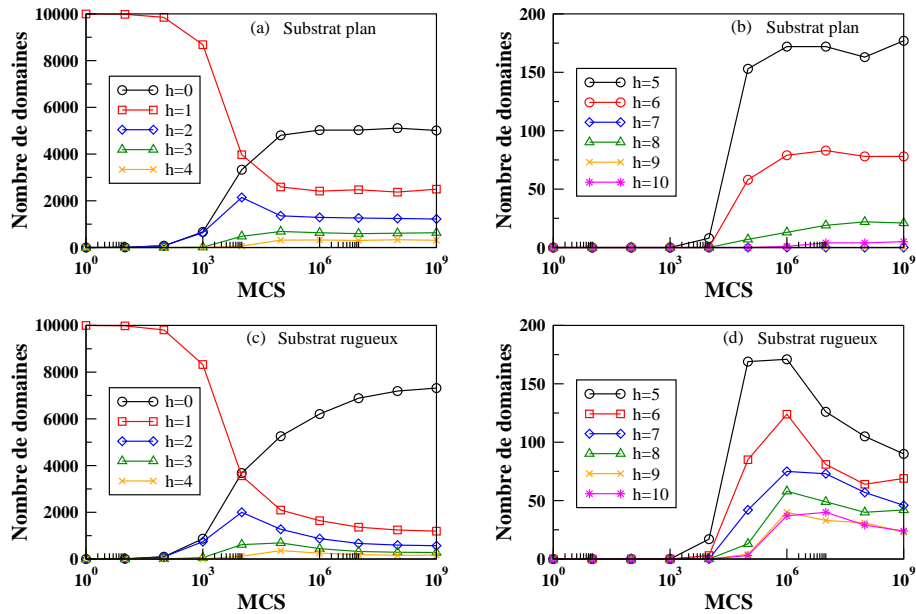 (a) Substrat plan
Nombre de domaines
10000
8000
6000
4000
2000
0
h=0
h=1
h=2
h=3
h=4
10^0 10^3 10^6 10^9
MCS
(b) Substrat plan
Nombre de domaines
200
150
100
50
0
h=5
h=6
h=7
h=8
h=9
h=10
10^0 10^3 10^6 10^9
MCS
(c) Substrat rugueux
Nombre de domaines
10000
8000
6000
4000
2000
0
h=0
h=1
h=2
h=3
h=4
10^0 10^3 10^6 10^9
MCS
(d) Substrat rugueux
Nombre de domaines
200
150
100
50
0
h=5
h=6
h=7
h=8
h=9
h=10
10^0 10^3 10^6 10^9
MCS